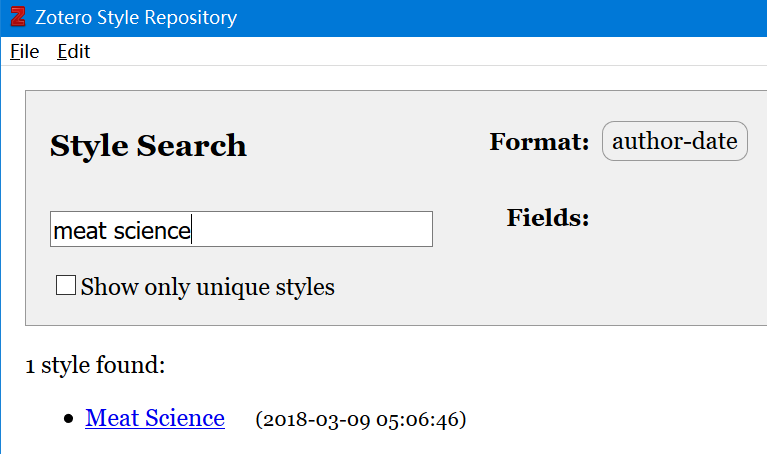 Zotero Style Repository
File Edit
Style Search
Format: author-date
meat science
Fields:
Show only unique styles
1 style found:
Meat Science (2018-03-09 05:06:46)